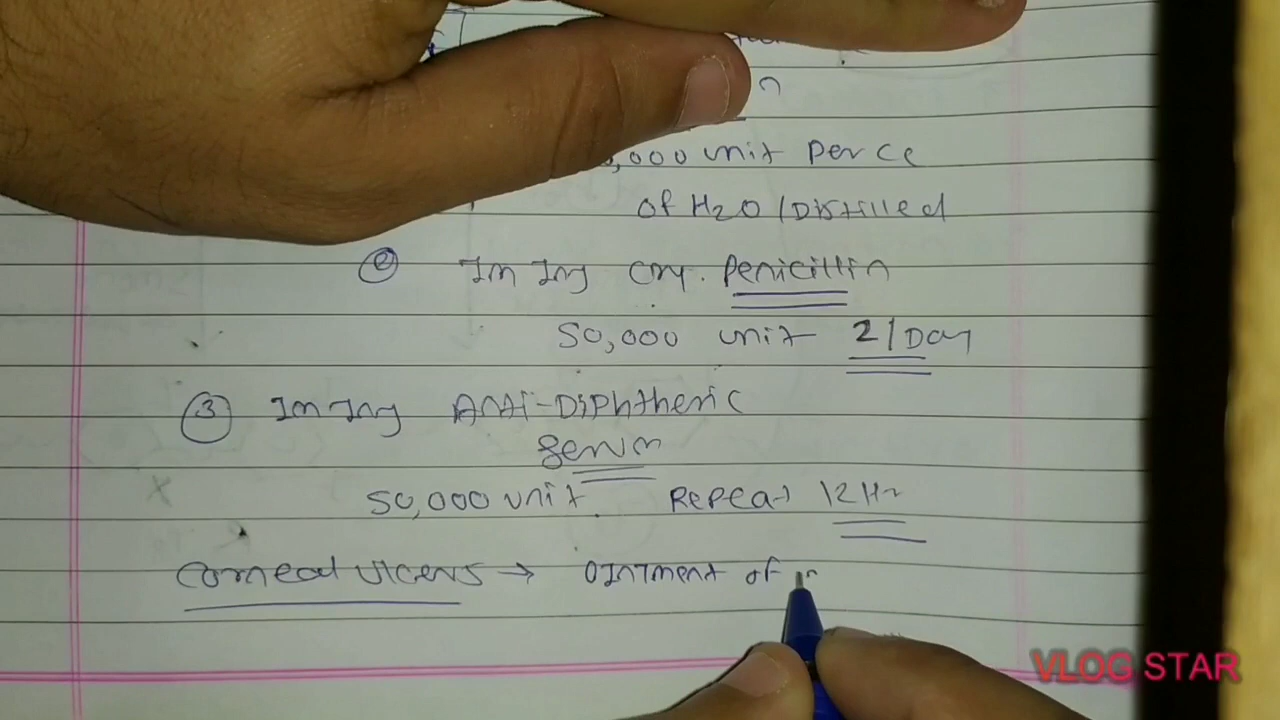 ,000 unit Per cc
of H2O / Distilled
② Im Inj Cry. Penicillin
50,000 unit 2/Day
③ Im Inj Anti-Diphtheric
Serum
50,000 unit. Repeat 12 Hr
Corneal Ulcers → Ointment of
VLOG STAR